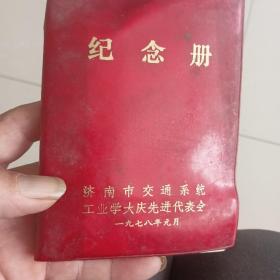 纪念册
济南市交通系统
工业学大庆先进代表会
一九七八年元月